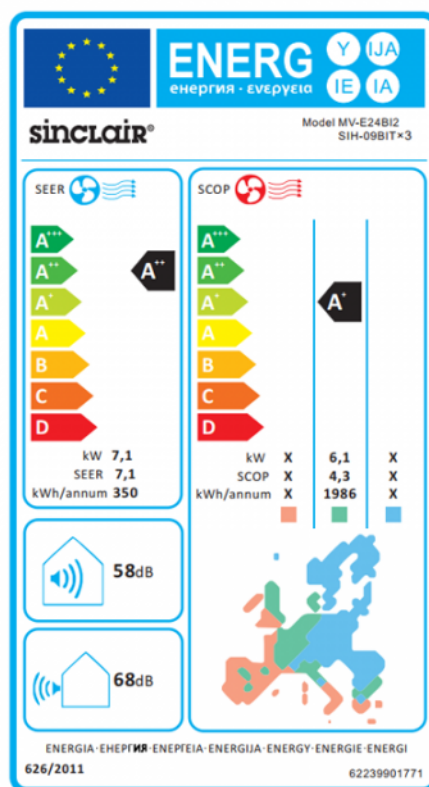 ENERG
енергия · ενεργεια
Y IJA
IE IA
sinclair®
Model MV-E24BI2
SIH-09BIT×3
SEER
A+++
A++
A+
A
B
C
D
A++
kW 7,1
SEER 7,1
kWh/annum 350
SCOP
A+++
A++
A+
A
B
C
D
A+
kW X 6,1 X
SCOP X 4,3 X
kWh/annum X 1986 X
58dB
68dB
ENERGIA·ЕНЕРГИЯ·ΕΝΕΡΓΕΙΑ·ENERGIJA·ENERGY·ENERGIE·ENERGI
626/2011
62239901771